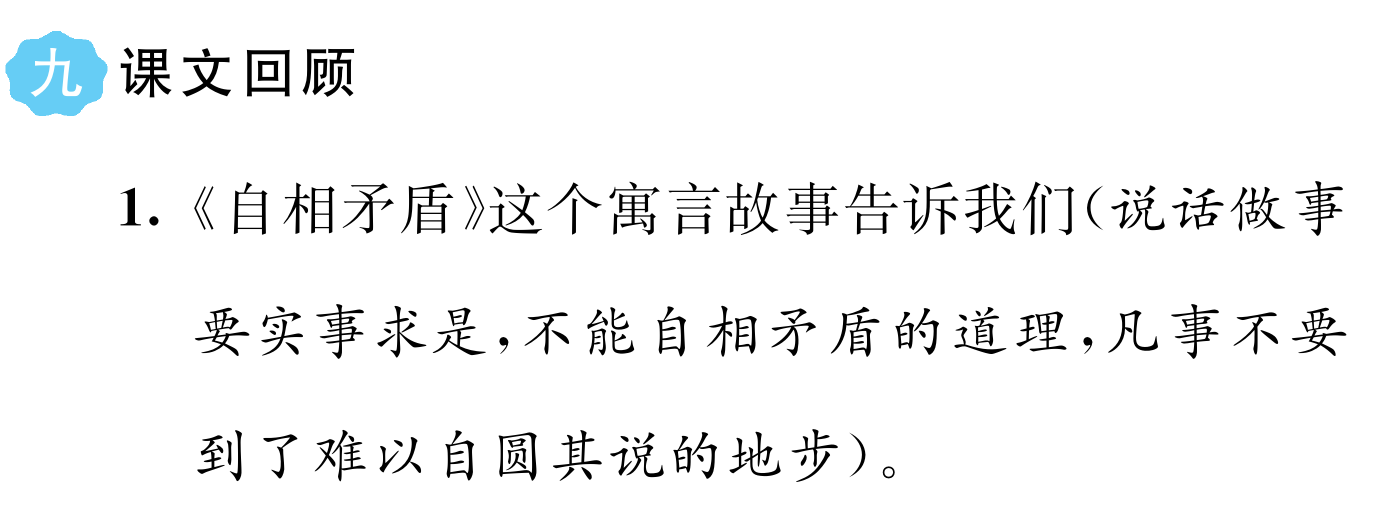 九 课文回顾
1.《自相矛盾》这个寓言故事告诉我们(说话做事
要实事求是,不能自相矛盾的道理,凡事不要
到了难以自圆其说的地步)。